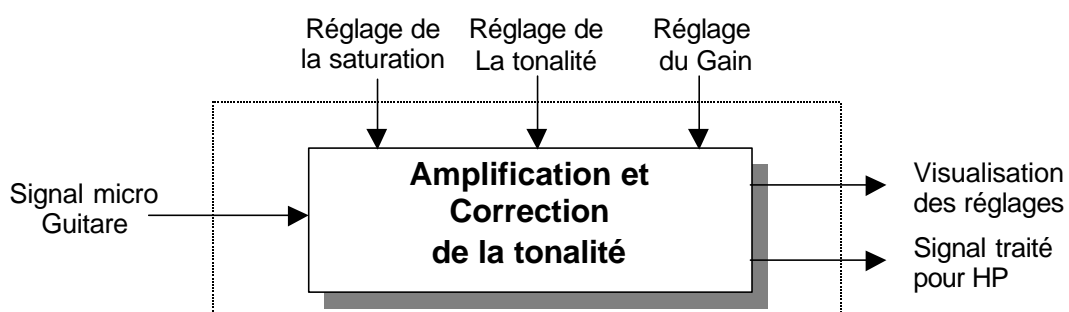 Réglage de
la saturation
Réglage de
La tonalité
Réglage
du Gain
Signal micro
Guitare
Amplification et
Correction
de la tonalité
Visualisation
des réglages
Signal traité
pour HP